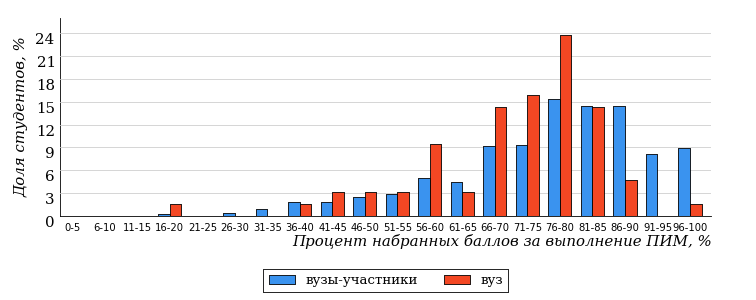 Доля студентов, %
24
21
18
15
12
9
6
3
0
0-5 6-10 11-15 16-20 21-25 26-30 31-35 36-40 41-45 46-50 51-55 56-60 61-65 66-70 71-75 76-80 81-85 86-90 91-95 96-100
Процент набранных баллов за выполнение ПИМ, %
вузы-участники вуз